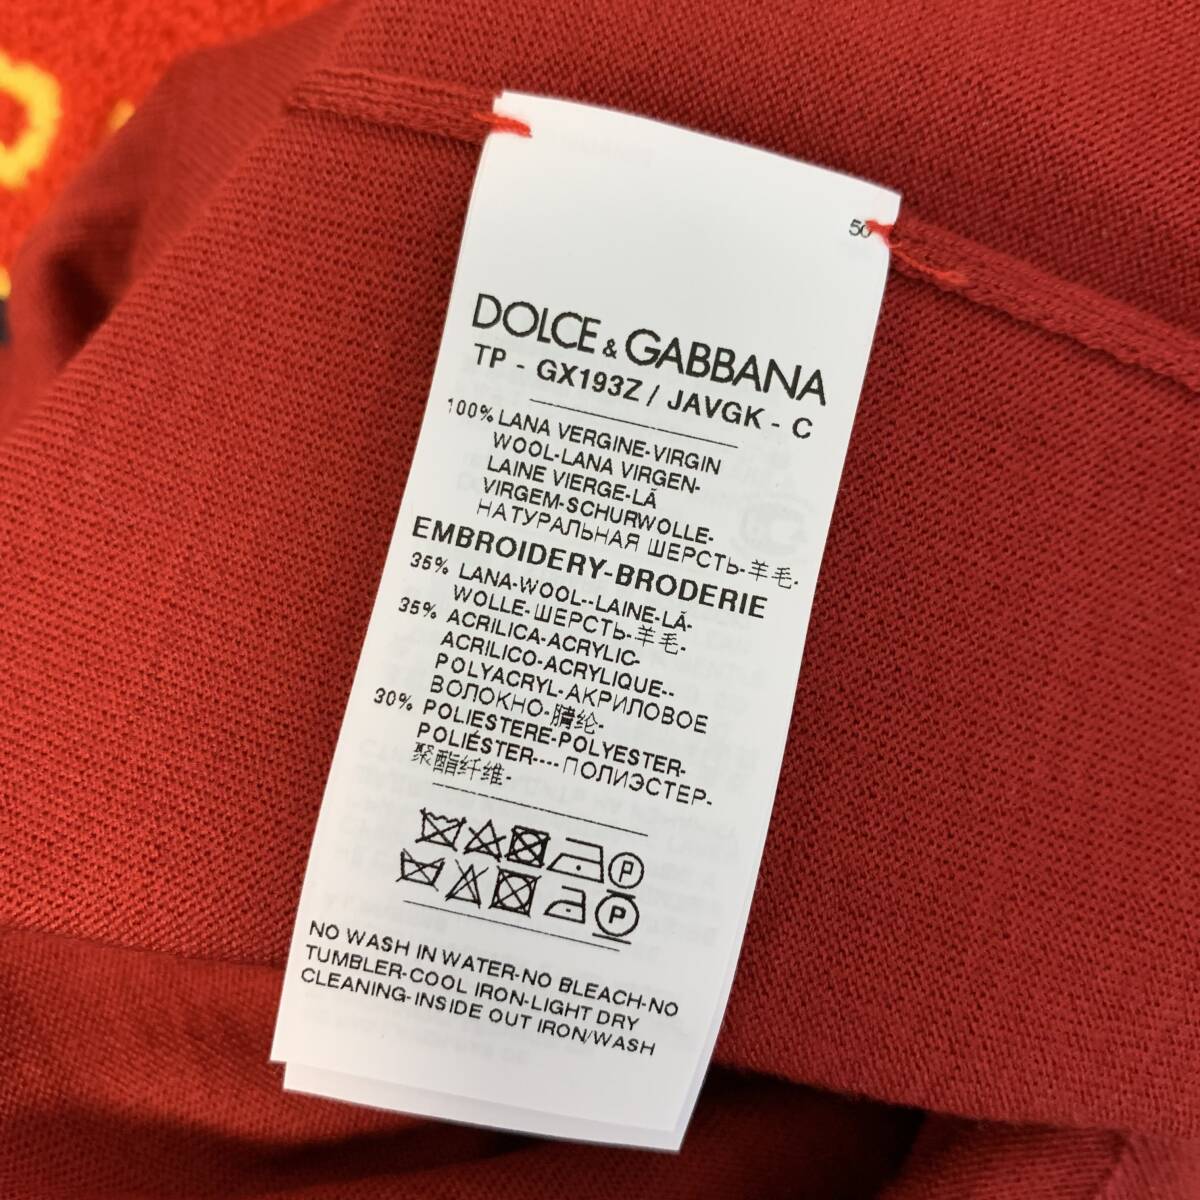 50
DOLCE & GABBANA
TP - GX193Z / JAVGK - C
100% LANA VERGINE-VIRGIN
WOOL-LANA VIRGEN-
LAINE VIERGE-LÃ
VIRGEM-SCHURWOLLE-
НАТУРАЛЬНАЯ ШЕРСТЬ-羊毛-
EMBROIDERY-BRODERIE
35% LANA-WOOL--LAINE-LÃ-
WOLLE-ШЕРСТЬ-羊毛-
35% ACRILICA-ACRYLIC-
ACRILICO-ACRYLIQUE--
POLYACRYL-АКРИЛОВОЕ
ВОЛОКНО-腈纶-
30% POLIESTERE-POLYESTER-
POLIÉSTER----ПОЛИЭСТЕР-
聚酯纤维-
P
P
NO WASH IN WATER-NO BLEACH-NO
TUMBLER-COOL IRON-LIGHT DRY
CLEANING-INSIDE OUT IRON/WASH